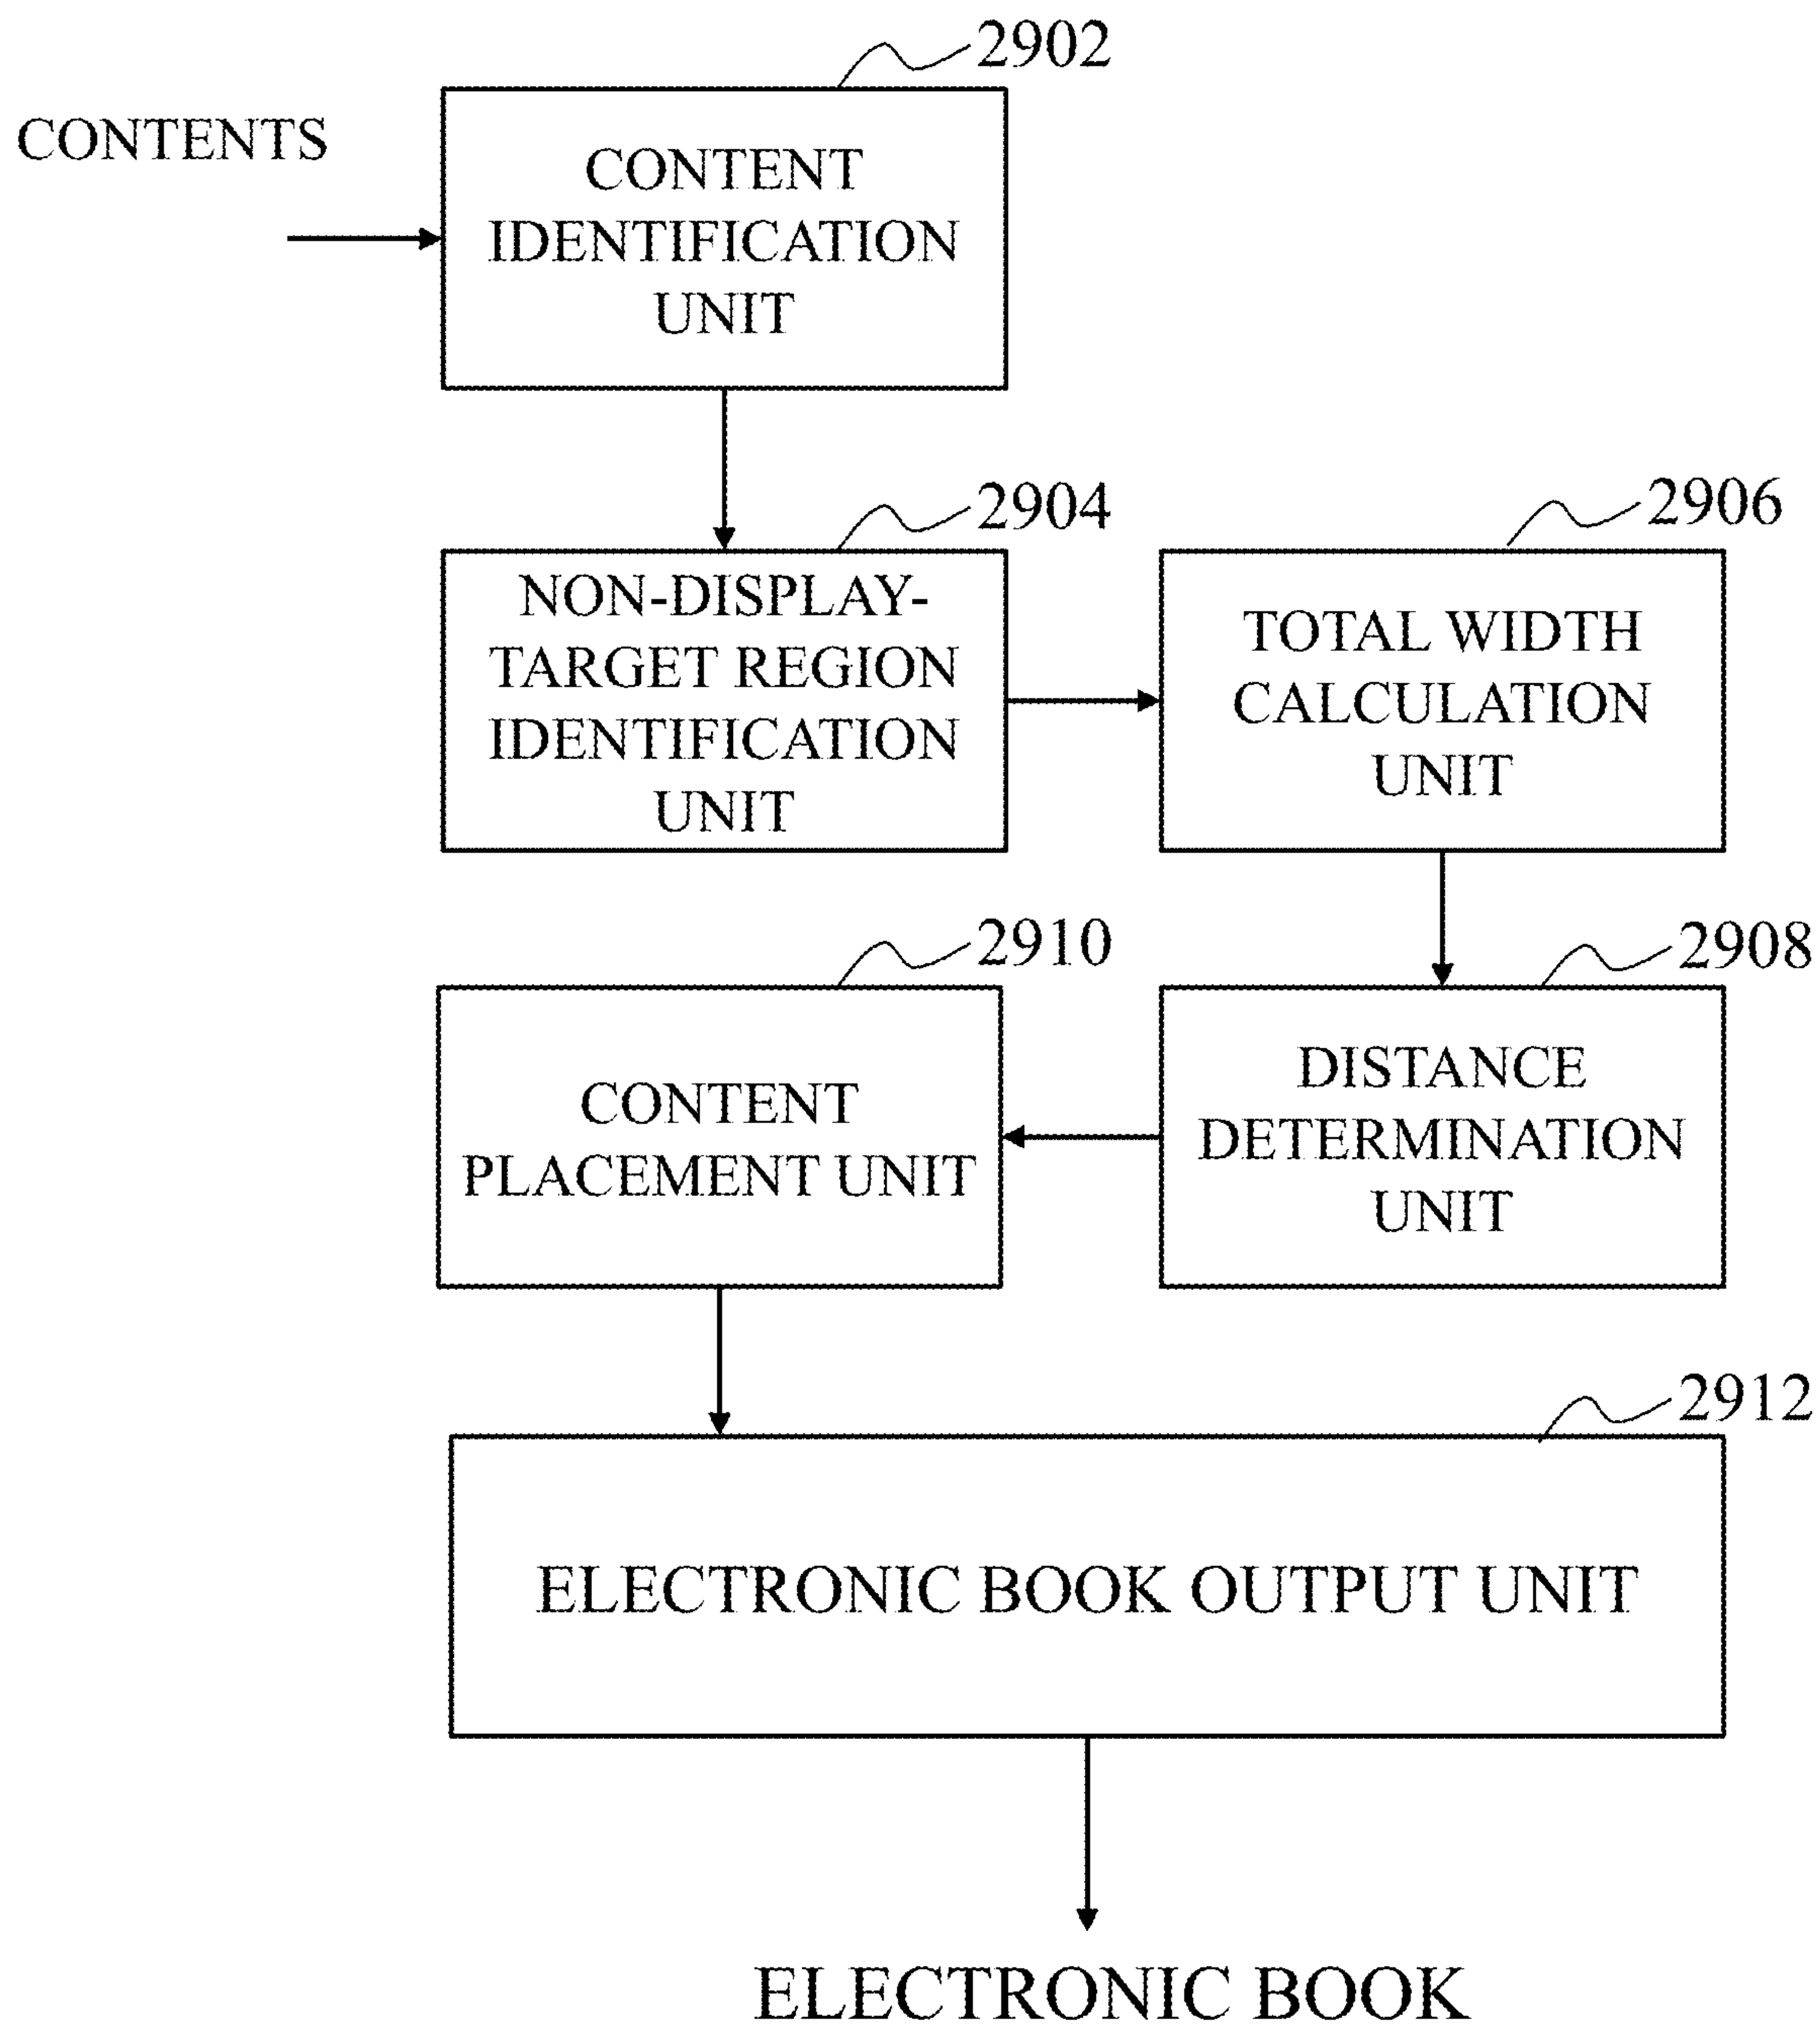 2902
CONTENTS
CONTENT
IDENTIFICATION
UNIT
2904
NON-DISPLAY-
TARGET REGION
IDENTIFICATION
UNIT
2906
TOTAL WIDTH
CALCULATION
UNIT
2910
CONTENT
PLACEMENT UNIT
2908
DISTANCE
DETERMINATION
UNIT
2912
ELECTRONIC BOOK OUTPUT UNIT
ELECTRONIC BOOK